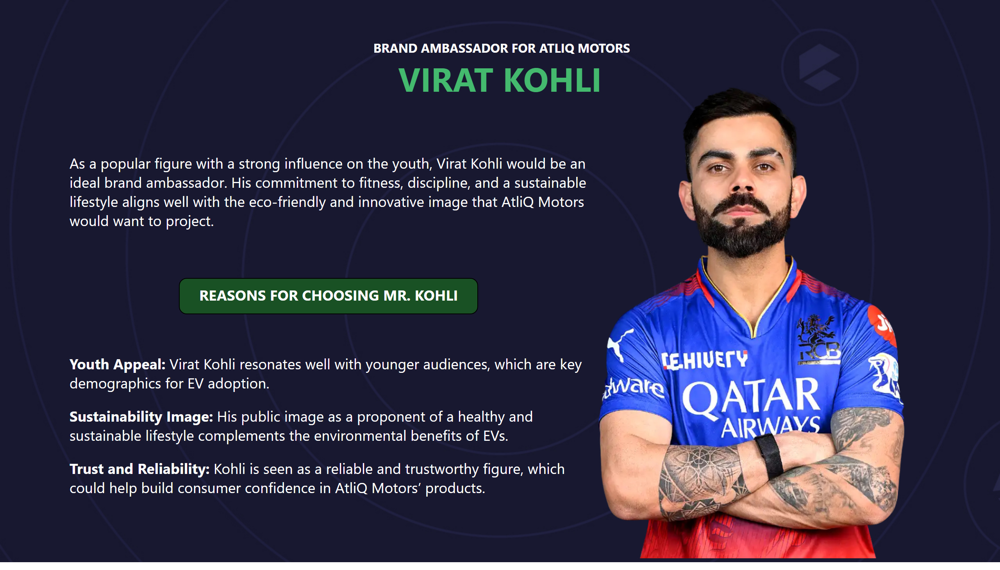 BRAND AMBASSADOR FOR ATLIQ MOTORS
VIRAT KOHLI
As a popular figure with a strong influence on the youth, Virat Kohli would be an
ideal brand ambassador. His commitment to fitness, discipline, and a sustainable
lifestyle aligns well with the eco-friendly and innovative image that AtliQ Motors
would want to project.
REASONS FOR CHOOSING MR. KOHLI
Youth Appeal: Virat Kohli resonates well with younger audiences, which are key
demographics for EV adoption.
Sustainability Image: His public image as a proponent of a healthy and
sustainable lifestyle complements the environmental benefits of EVs.
Trust and Reliability: Kohli is seen as a reliable and trustworthy figure, which
could help build consumer confidence in AtliQ Motors’ products.
DELHIVERY
RCB
dware
QATAR
AIRWAYS